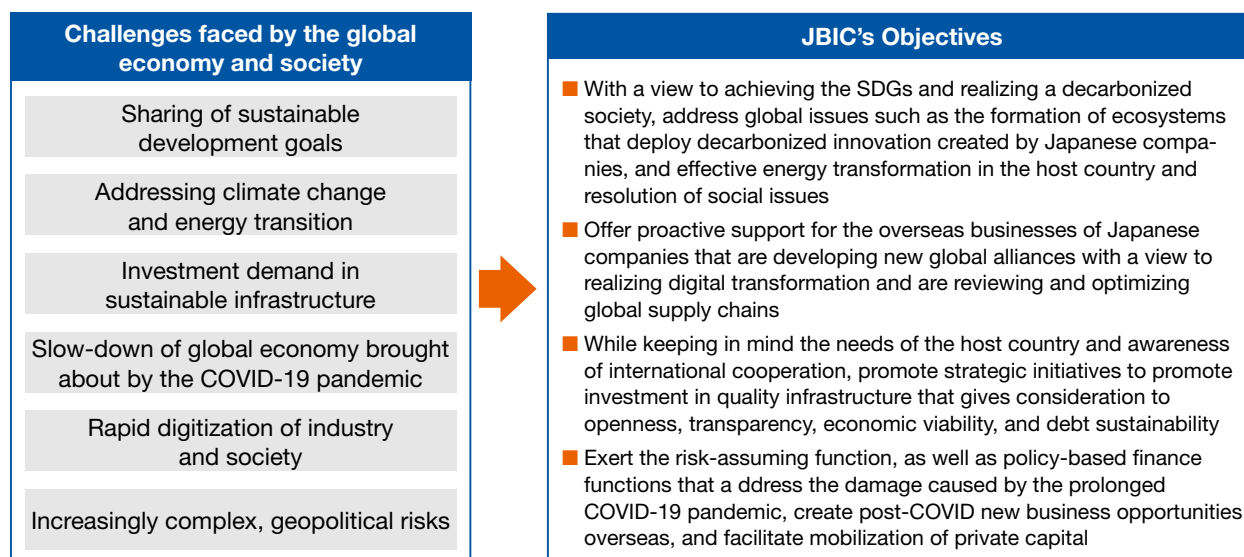 Challenges faced by the global
economy and society
Sharing of sustainable
development goals
Addressing climate change
and energy transition
Investment demand in
sustainable infrastructure
Slow-down of global economy brought
about by the COVID-19 pandemic
Rapid digitization of industry
and society
Increasingly complex, geopolitical risks
JBIC's Objectives
■ With a view to achieving the SDGs and realizing a decarbonized
society, address global issues such as the formation of ecosystems
that deploy decarbonized innovation created by Japanese compa-
nies, and effective energy transformation in the host country and
resolution of social issues
■ Offer proactive support for the overseas businesses of Japanese
companies that are developing new global alliances with a view to
realizing digital transformation and are reviewing and optimizing
global supply chains
■ While keeping in mind the needs of the host country and awareness
of international cooperation, promote strategic initiatives to promote
investment in quality infrastructure that gives consideration to
openness, transparency, economic viability, and debt sustainability
■ Exert the risk-assuming function, as well as policy-based finance
functions that a ddress the damage caused by the prolonged
COVID-19 pandemic, create post-COVID new business opportunities
overseas, and facilitate mobilization of private capital